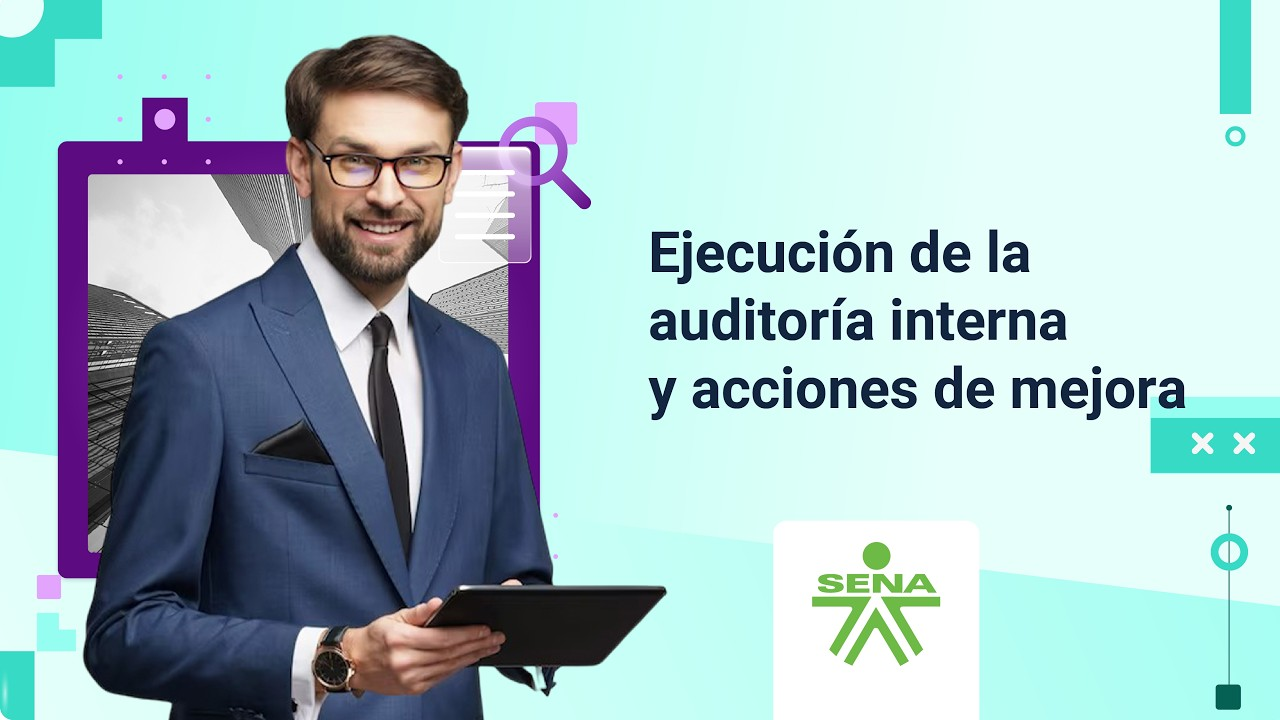 Ejecución de la
auditoría interna
y acciones de mejora
SENA